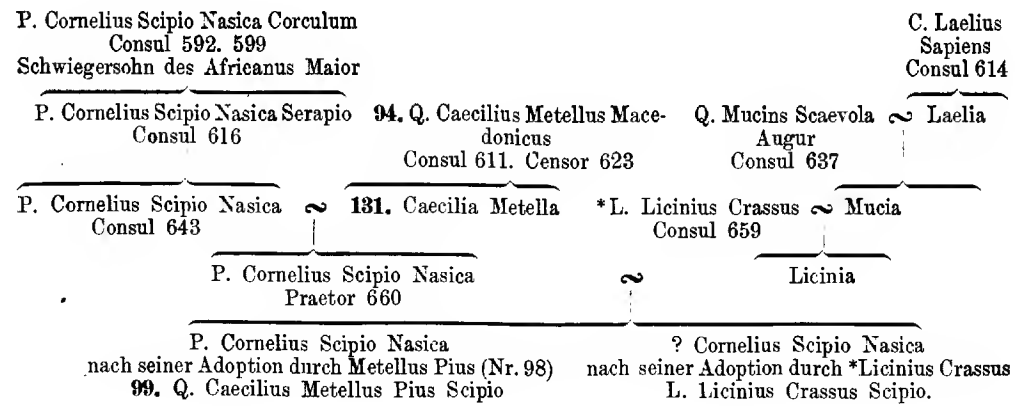 P. Cornelius Scipio Nasica Corculum
Consul 592. 599
Schwiegersohn des Africanus Maior
C. Laelius
Sapiens
Consul 614
P. Cornelius Scipio Nasica Serapio
Consul 616
94. Q. Caecilius Metellus Mace-
donicus
Consul 611. Censor 623
Q. Mucius Scaevola ∾ Laelia
Augur
Consul 637
P. Cornelius Scipio Nasica ∾ 131. Caecilia Metella
Consul 643
*L. Licinius Crassus ∾ Mucia
Consul 659
P. Cornelius Scipio Nasica ∾ Licinia
Praetor 660
P. Cornelius Scipio Nasica
nach seiner Adoption durch Metellus Pius (Nr. 98)
99. Q. Caecilius Metellus Pius Scipio
? Cornelius Scipio Nasica
nach seiner Adoption durch *Licinius Crassus
L. Licinius Crassus Scipio.